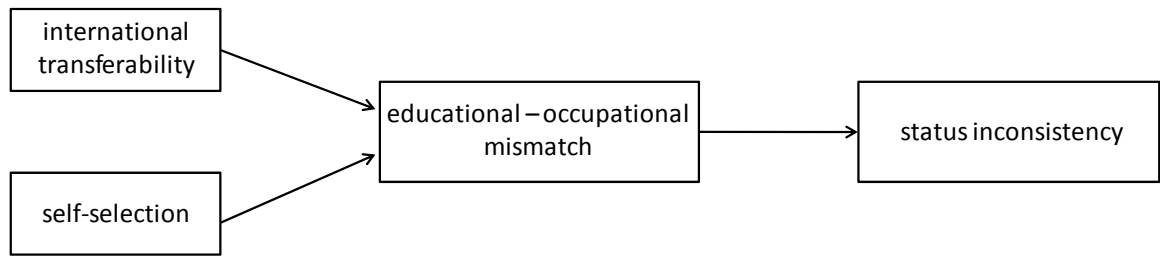 international
transferability
educational – occupational
mismatch
status inconsistency
self-selection